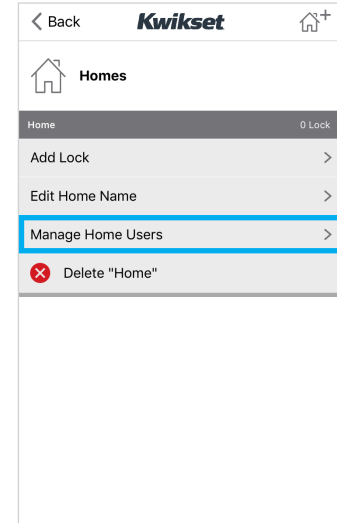 Back Kwikset
Homes
Home 0 Lock
Add Lock
Edit Home Name
Manage Home Users
Delete "Home"